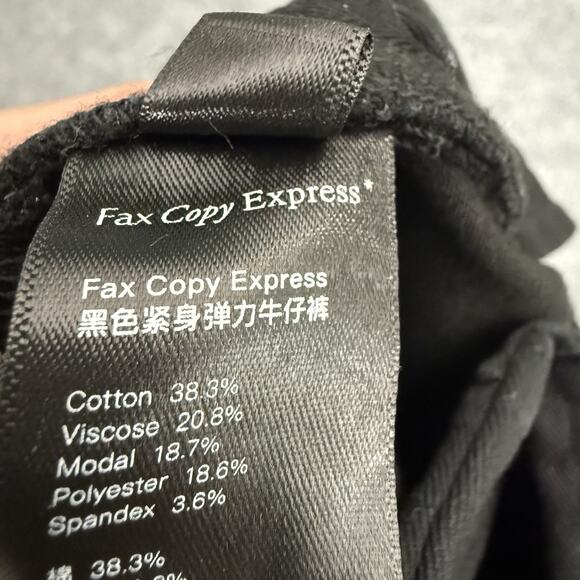 Fax Copy Express*
Fax Copy Express
黑色紧身弹力牛仔裤
Cotton 38.3%
Viscose 20.8%
Modal 18.7%
Polyester 18.6%
Spandex 3.6%
棉 38.3%